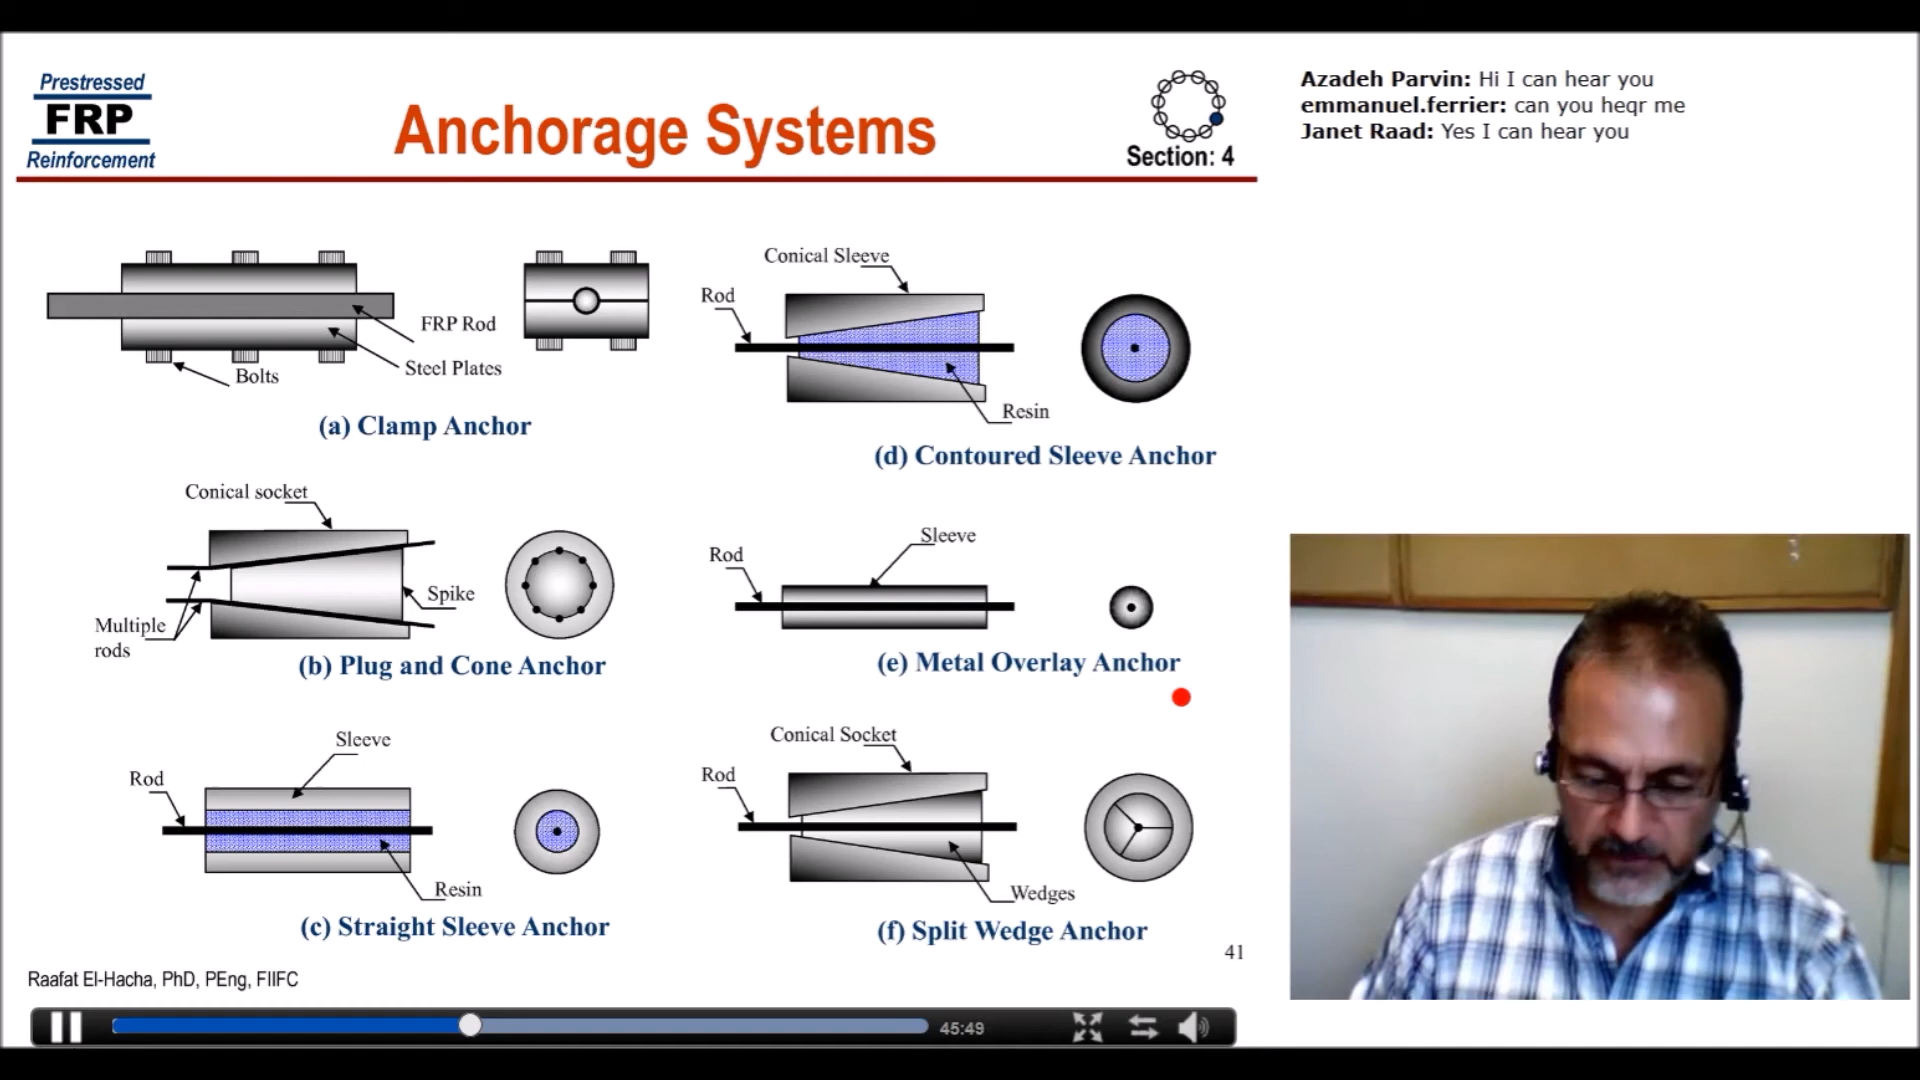 Prestressed
FRP
Reinforcement
Anchorage Systems
Section: 4
Azadeh Parvin: Hi I can hear you
emmanuel.ferrier: can you heqr me
Janet Raad: Yes I can hear you
FRP Rod
Steel Plates
Bolts
(a) Clamp Anchor
Conical Sleeve
Rod
Resin
(d) Contoured Sleeve Anchor
Conical socket
Spike
Multiple
rods
(b) Plug and Cone Anchor
Sleeve
Rod
(e) Metal Overlay Anchor
Sleeve
Rod
Resin
(c) Straight Sleeve Anchor
Conical Socket
Rod
Wedges
(f) Split Wedge Anchor
41
Raafat El-Hacha, PhD, PEng, FIIFC
45:49